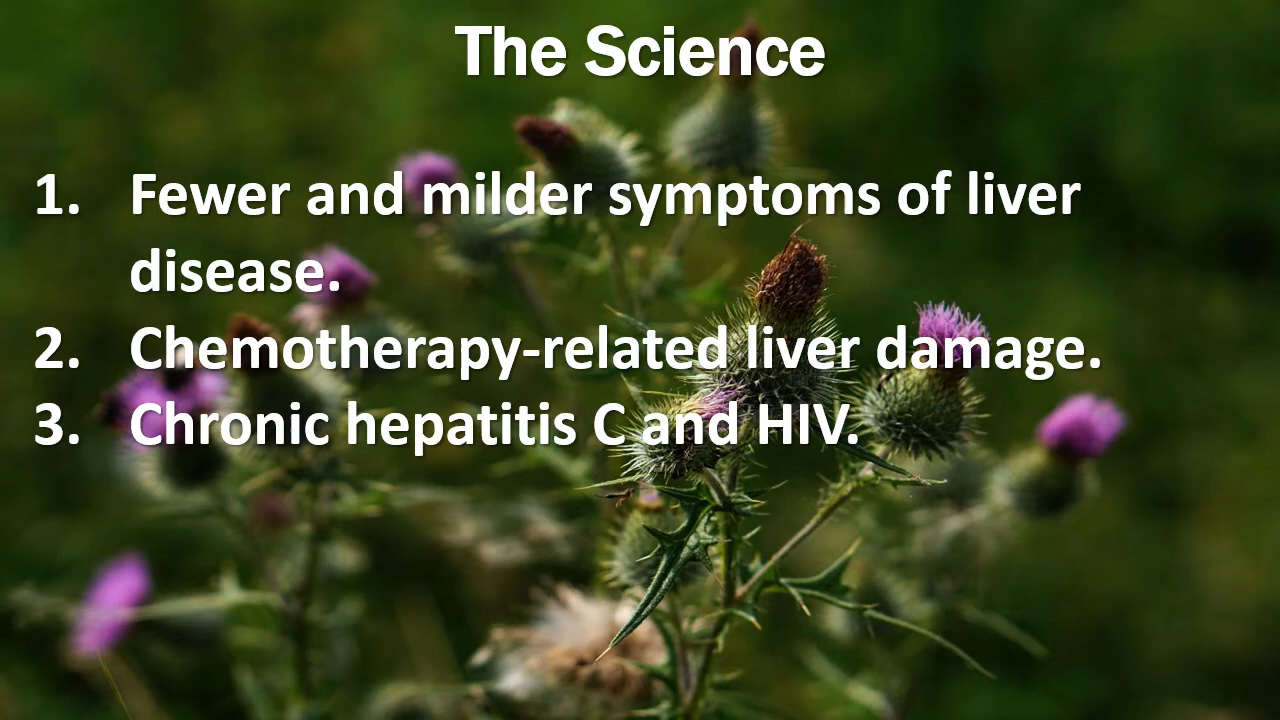 The Science
1. Fewer and milder symptoms of liver
disease.
2. Chemotherapy-related liver damage.
3. Chronic hepatitis C and HIV.